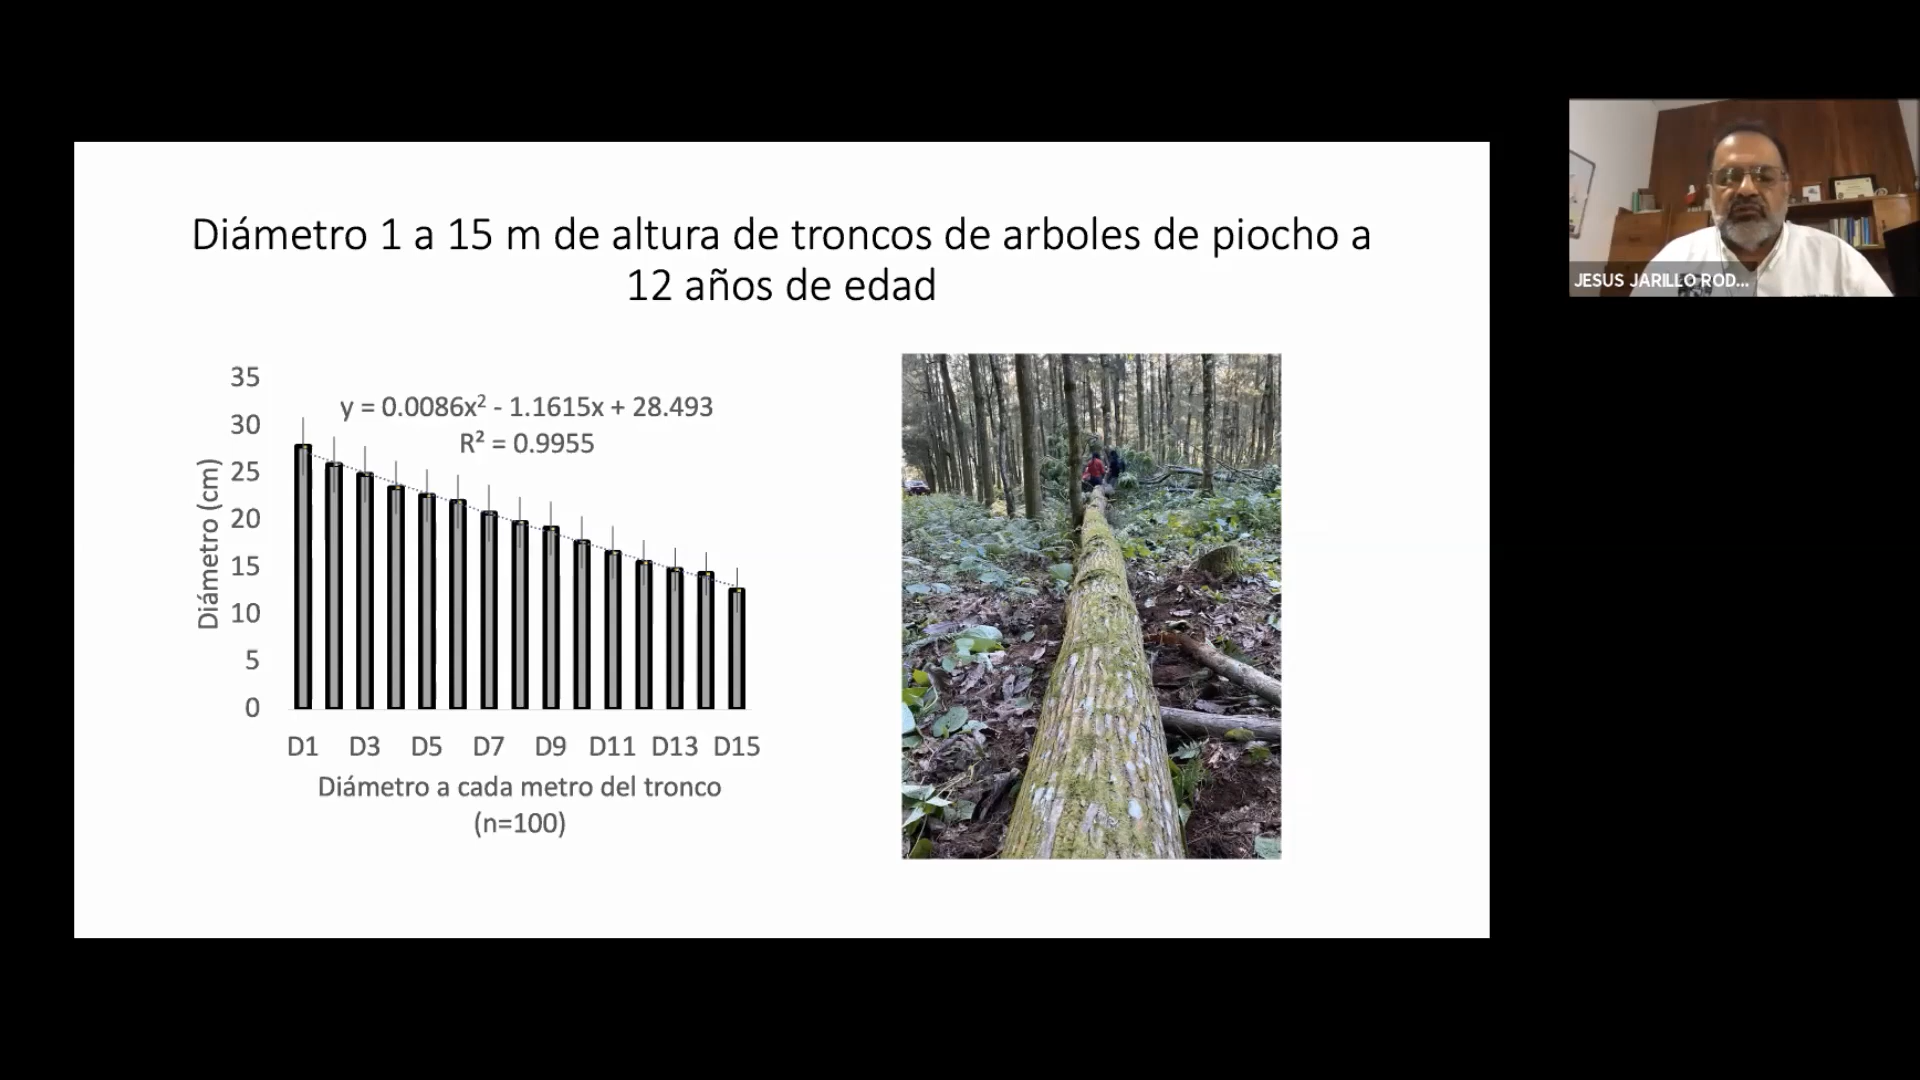 Diámetro 1 a 15 m de altura de troncos de arboles de piocho a
12 años de edad
35
30
25
20
15
10
5
0
Diámetro (cm)
y = 0.0086x² - 1.1615x + 28.493
R² = 0.9955
D1 D3 D5 D7 D9 D11 D13 D15
Diámetro a cada metro del tronco
(n=100)
JESUS JARILLO ROD...